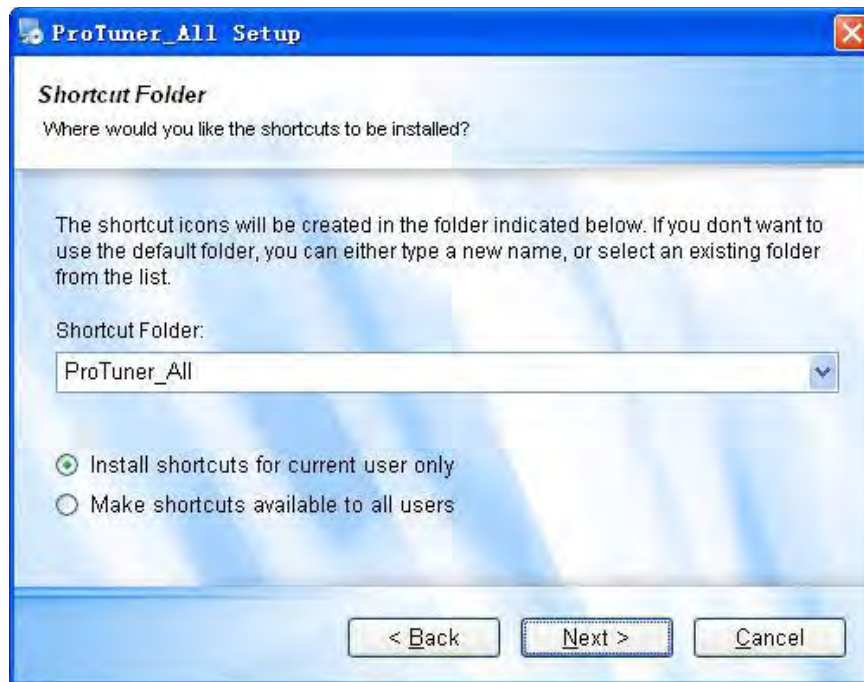 ProTuner_All Setup
Shortcut Folder
Where would you like the shortcuts to be installed?
The shortcut icons will be created in the folder indicated below. If you don't want to
use the default folder, you can either type a new name, or select an existing folder
from the list.
Shortcut Folder:
ProTuner_All
Install shortcuts for current user only
Make shortcuts available to all users
< Back
Next >
Cancel